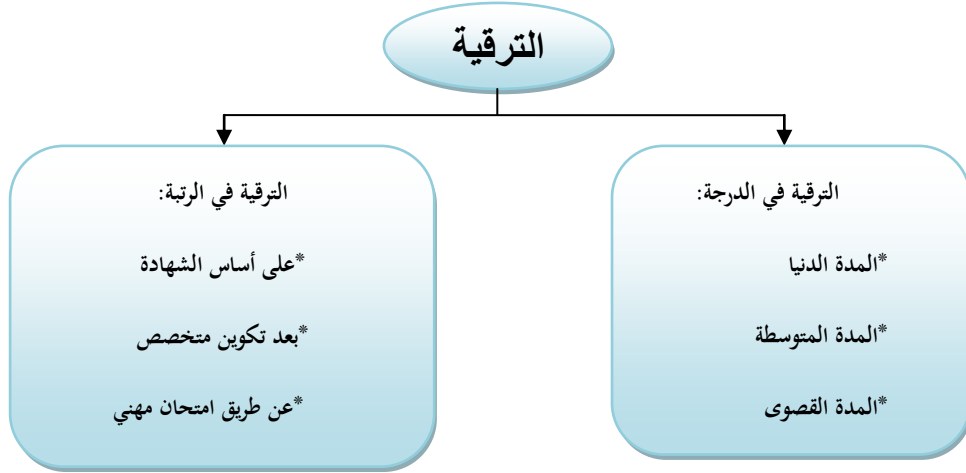 الترقية
الترقية في الدرجة:
*المدة الدنيا
*المدة المتوسطة
*المدة القصوى
الترقية في الرتبة:
*على أساس الشهادة
*بعد تكوين متخصص
*عن طريق امتحان مهني